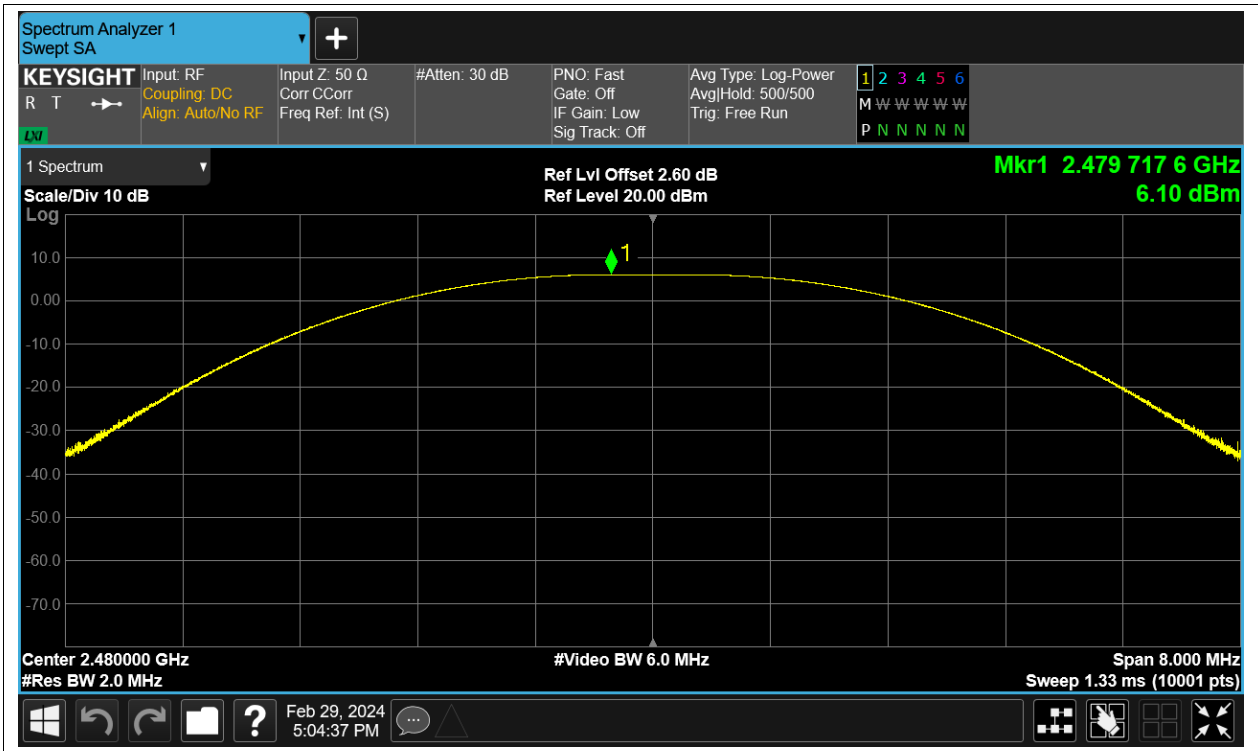 Spectrum Analyzer 1
Swept SA
KEYSIGHT
R T
LXI
Input: RF
Coupling: DC
Align: Auto/No RF
Input Z: 50 Ω
Corr CCorr
Freq Ref: Int (S)
#Atten: 30 dB
PNO: Fast
Gate: Off
IF Gain: Low
Sig Track: Off
Avg Type: Log-Power
Avg|Hold: 500/500
Trig: Free Run
1 2 3 4 5 6
M W W W W W
P N N N N N
1 Spectrum
Scale/Div 10 dB
Log
Ref Lvl Offset 2.60 dB
Ref Level 20.00 dBm
Mkr1 2.479 717 6 GHz
6.10 dBm
1
10.0
0.00
-10.0
-20.0
-30.0
-40.0
-50.0
-60.0
-70.0
Center 2.480000 GHz
#Res BW 2.0 MHz
#Video BW 6.0 MHz
Span 8.000 MHz
Sweep 1.33 ms (10001 pts)
?
Feb 29, 2024
5:04:37 PM